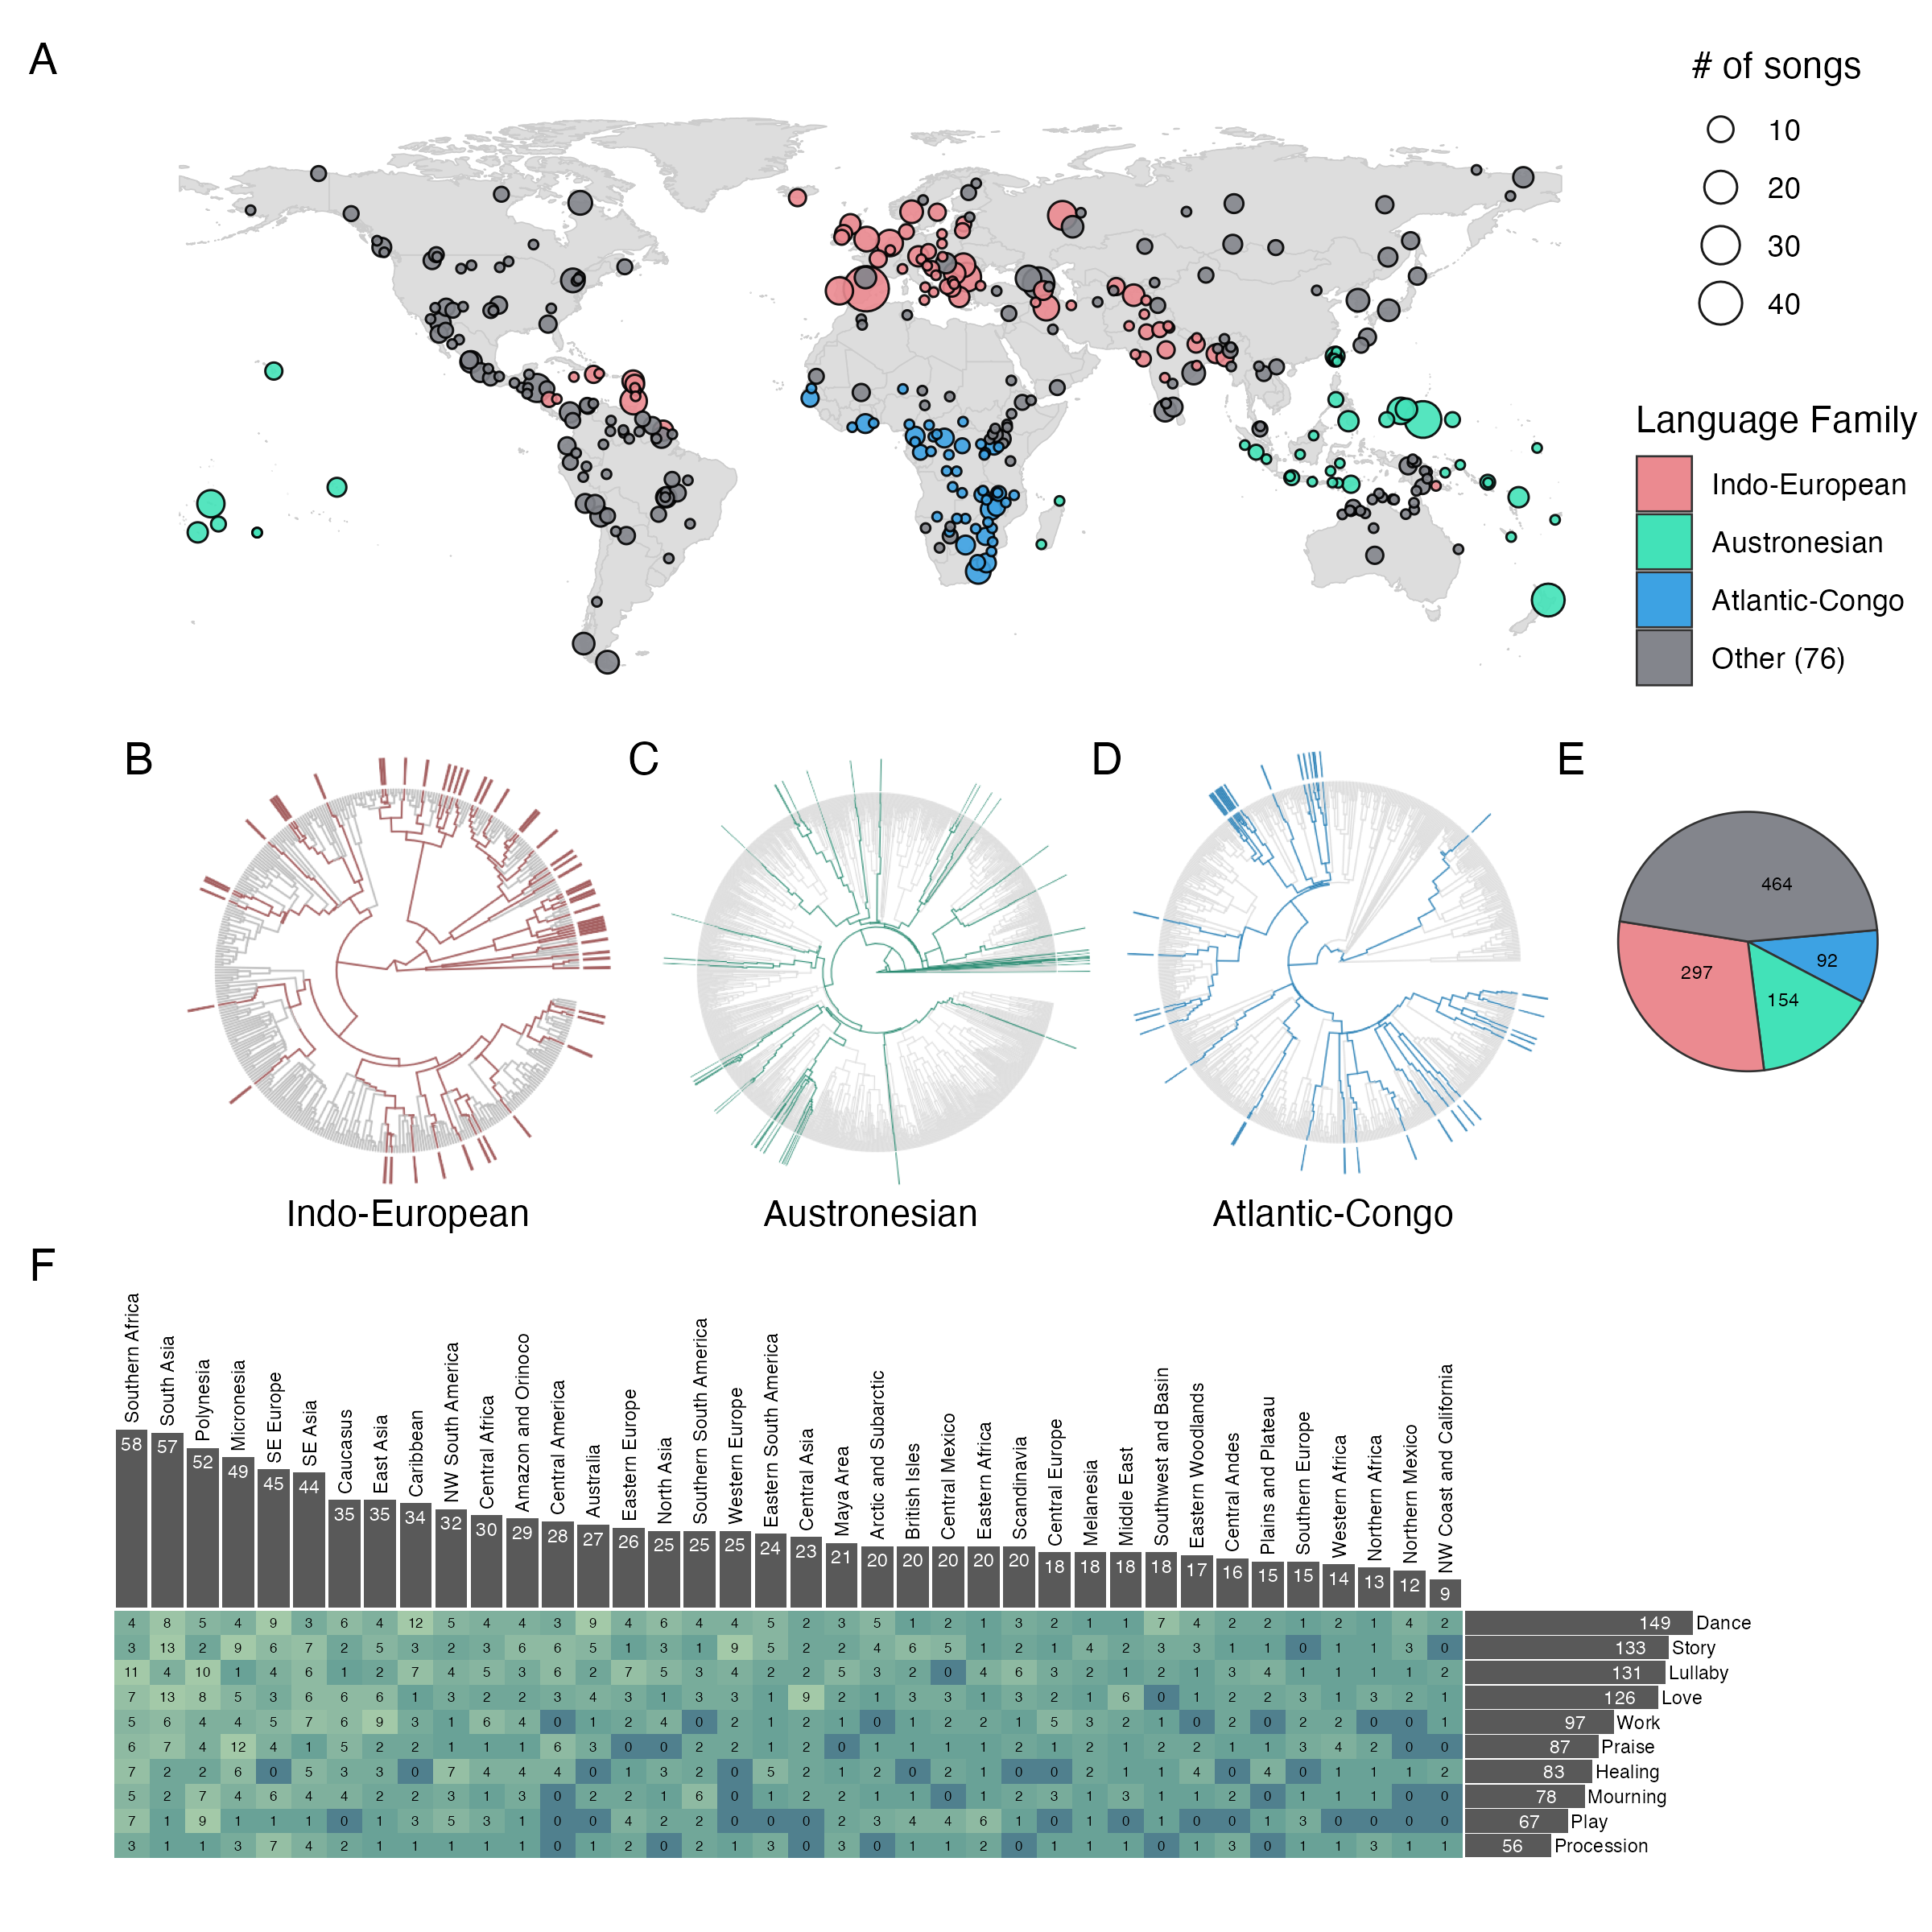 A
# of songs
10
20
30
40
Language Family
Indo-European
Austronesian
Atlantic-Congo
Other (76)
B
C
D
E
464
297
92
154
Indo-European
Austronesian
Atlantic-Congo
F
Southern Africa
South Asia
Polynesia
Micronesia
SE Europe
SE Asia
Caucasus
East Asia
Caribbean
NW South America
Central Africa
Amazon and Orinoco
Central America
Australia
Eastern Europe
North Asia
Southern South America
Western Europe
Eastern South America
Central Asia
Maya Area
Arctic and Subarctic
British Isles
Central Mexico
Eastern Africa
Scandinavia
Central Europe
Melanesia
Middle East
Southwest and Basin
Eastern Woodlands
Central Andes
Plains and Plateau
Southern Europe
Western Africa
Northern Africa
Northern Mexico
NW Coast and California
58 57 52 49 45 44 35 35 34 32 30 29 28 27 26 25 25 25 24 23 21 20 20 20 20 20 18 18 18 18 17 16 15 15 14 13 12 9
4 8 5 4 9 3 6 4 12 5 4 4 3 9 4 6 4 4 5 2 3 5 1 2 1 3 2 1 1 7 4 2 2 1 2 1 4 2 149 Dance
3 13 2 9 6 7 2 5 3 2 3 6 6 5 1 3 1 9 5 2 2 4 6 5 1 2 1 4 2 3 3 1 1 0 1 1 3 0 133 Story
11 4 10 1 4 6 1 2 7 4 5 3 6 2 7 5 3 4 2 2 5 3 2 0 4 6 3 2 1 2 1 3 4 1 1 1 1 2 131 Lullaby
7 13 8 5 3 6 6 6 1 3 2 2 3 4 3 1 3 3 1 9 2 1 3 3 1 3 2 1 6 0 1 2 2 3 1 3 2 1 126 Love
5 6 4 4 5 7 6 9 3 1 6 4 0 1 2 4 0 2 1 2 1 0 1 2 2 1 5 3 2 1 0 2 0 2 2 0 0 1 97 Work
6 7 4 12 4 1 5 2 2 1 1 1 6 3 0 0 2 2 1 2 0 1 1 1 1 2 1 2 1 2 2 1 1 3 4 2 0 0 87 Praise
7 2 2 6 0 5 3 3 0 7 4 4 4 0 1 3 2 0 5 2 1 2 0 2 1 0 0 2 1 1 4 0 4 0 1 1 1 2 83 Healing
5 2 7 4 6 4 4 2 2 3 1 3 0 2 2 1 6 0 1 2 2 1 1 0 1 2 3 1 3 1 1 2 0 1 1 1 0 0 78 Mourning
7 1 9 1 1 1 0 1 3 5 3 1 0 0 4 2 2 0 0 0 2 3 4 4 6 1 0 1 0 1 0 0 1 3 0 0 0 0 67 Play
3 1 1 3 7 4 2 1 1 1 1 1 0 1 2 0 2 1 3 0 3 0 1 1 2 0 1 1 1 0 1 3 0 1 1 3 1 1 56 Procession